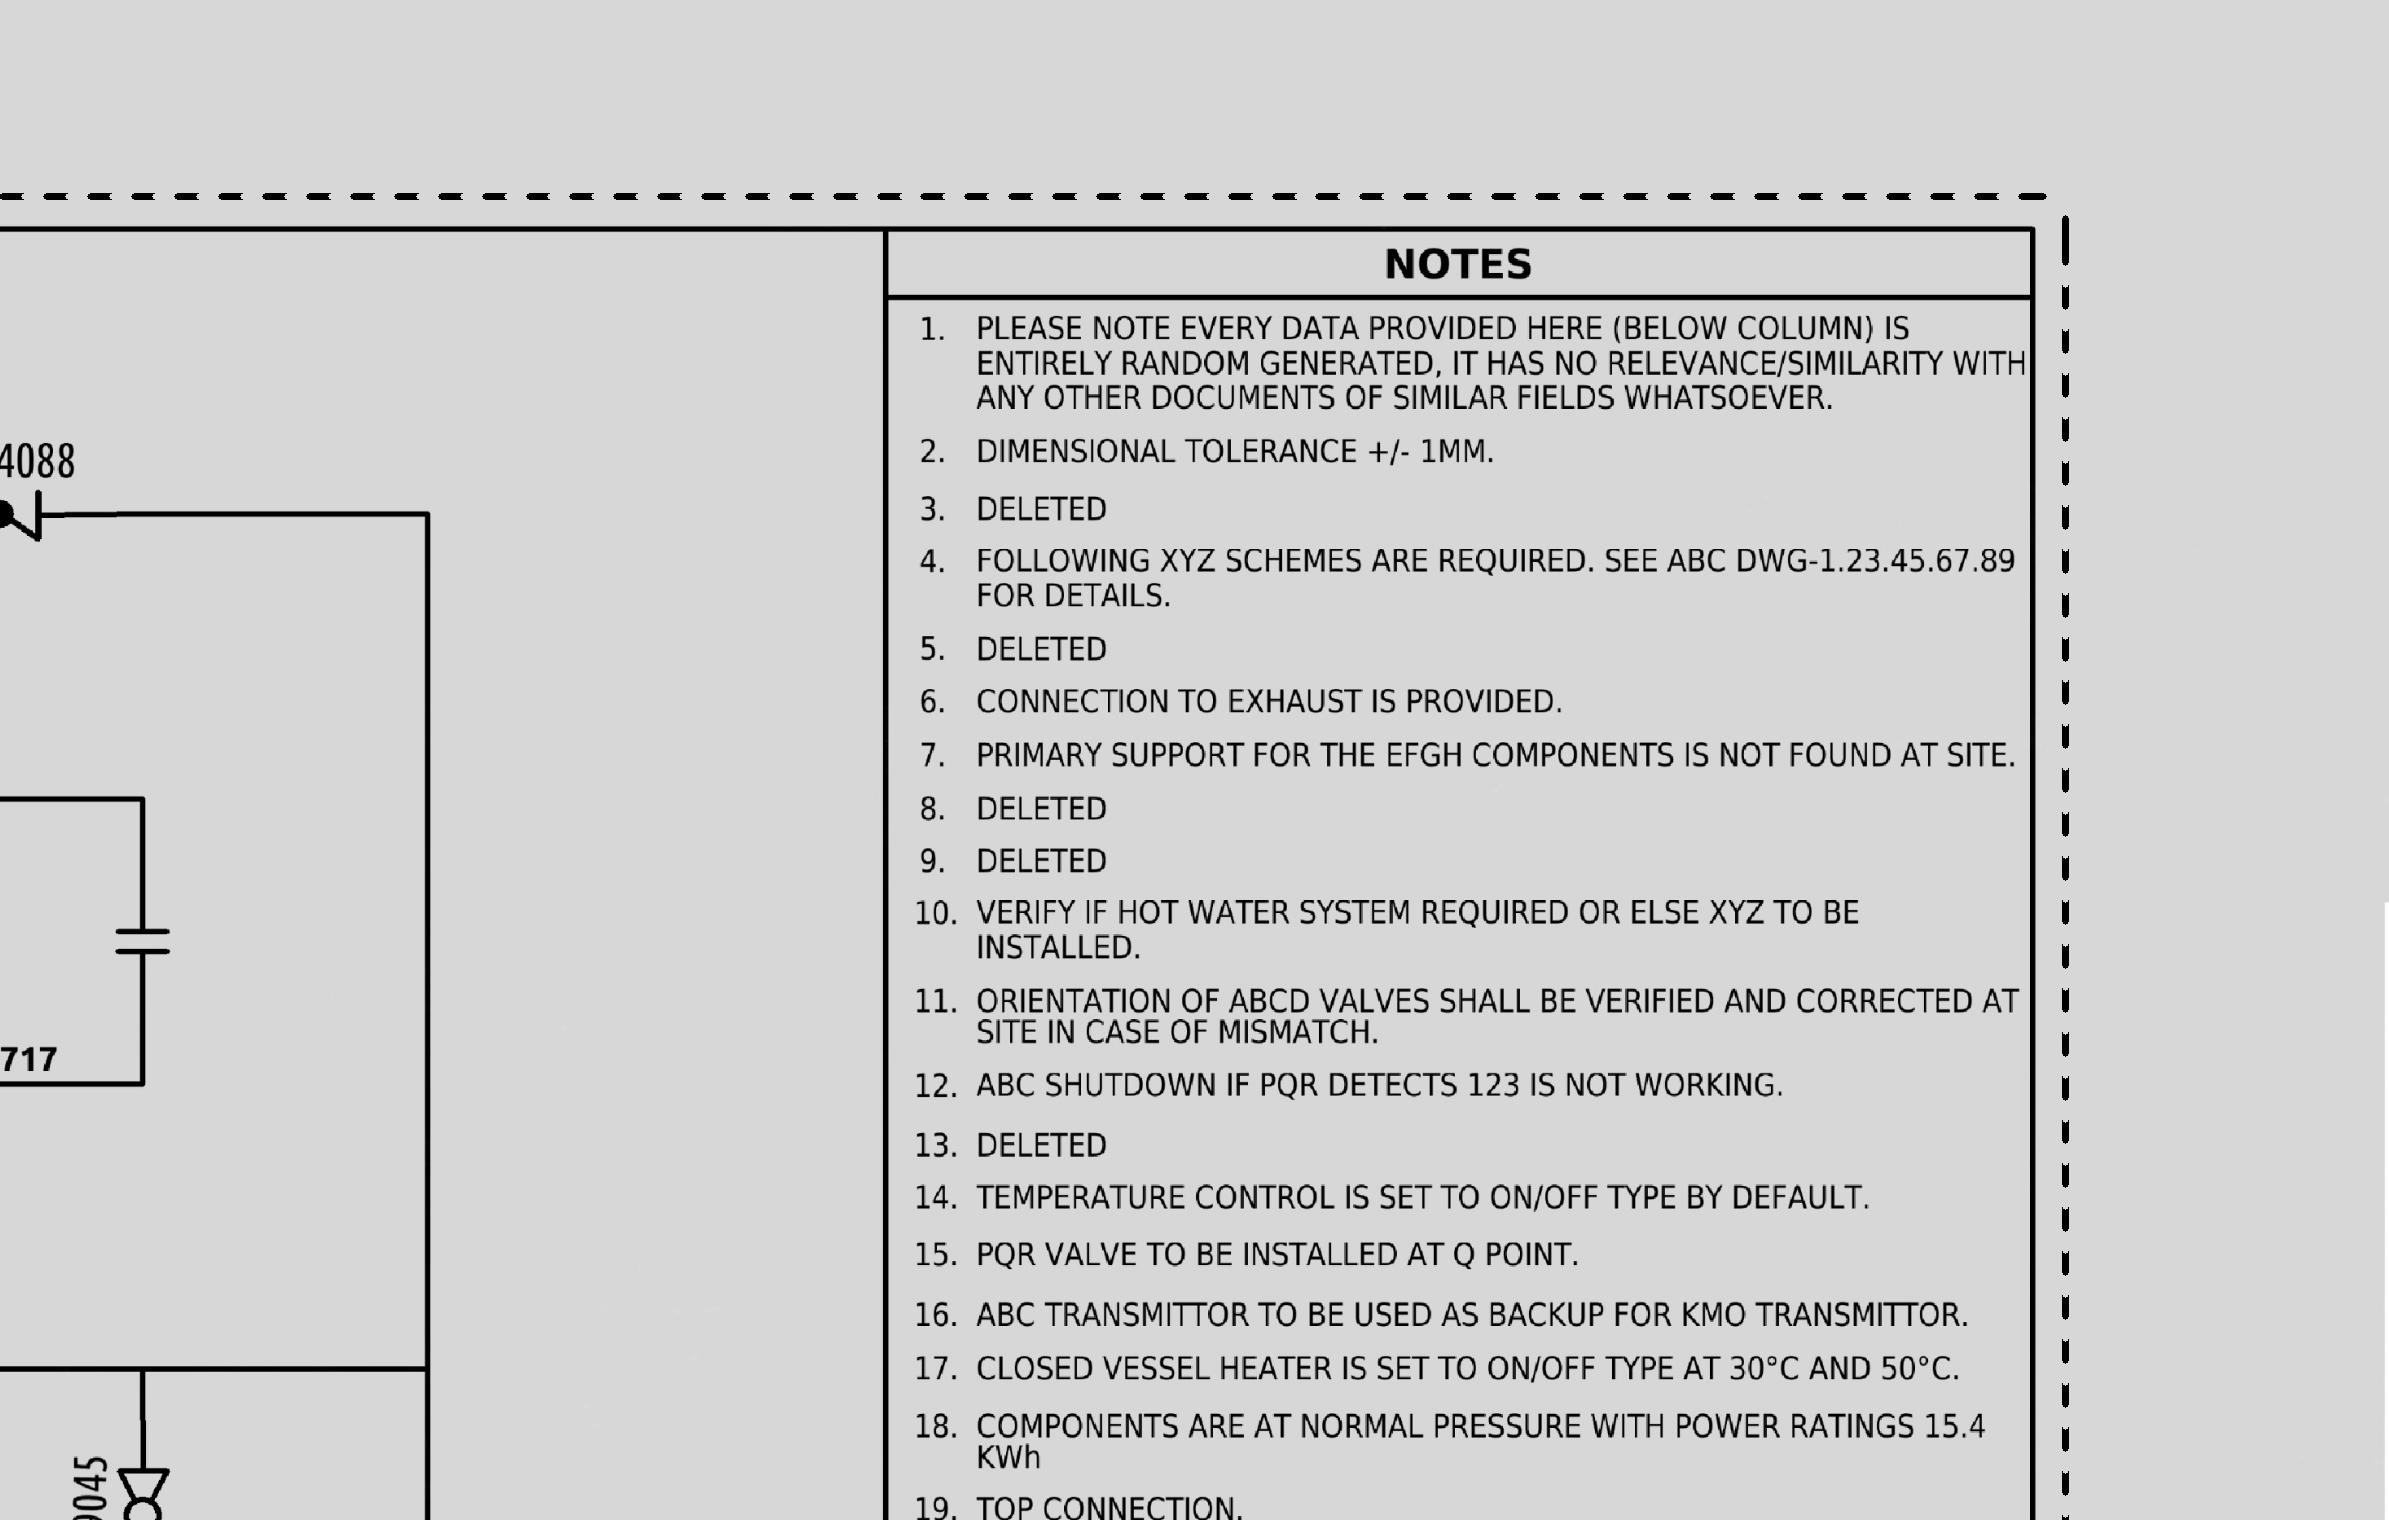 NOTES
1. PLEASE NOTE EVERY DATA PROVIDED HERE (BELOW COLUMN) IS
ENTIRELY RANDOM GENERATED, IT HAS NO RELEVANCE/SIMILARITY WITH
ANY OTHER DOCUMENTS OF SIMILAR FIELDS WHATSOEVER.
2. DIMENSIONAL TOLERANCE +/- 1MM.
3. DELETED
4. FOLLOWING XYZ SCHEMES ARE REQUIRED. SEE ABC DWG-1.23.45.67.89
FOR DETAILS.
5. DELETED
6. CONNECTION TO EXHAUST IS PROVIDED.
7. PRIMARY SUPPORT FOR THE EFGH COMPONENTS IS NOT FOUND AT SITE.
8. DELETED
9. DELETED
10. VERIFY IF HOT WATER SYSTEM REQUIRED OR ELSE XYZ TO BE
INSTALLED.
11. ORIENTATION OF ABCD VALVES SHALL BE VERIFIED AND CORRECTED AT
SITE IN CASE OF MISMATCH.
12. ABC SHUTDOWN IF PQR DETECTS 123 IS NOT WORKING.
13. DELETED
14. TEMPERATURE CONTROL IS SET TO ON/OFF TYPE BY DEFAULT.
15. PQR VALVE TO BE INSTALLED AT Q POINT.
16. ABC TRANSMITTOR TO BE USED AS BACKUP FOR KMO TRANSMITTOR.
17. CLOSED VESSEL HEATER IS SET TO ON/OFF TYPE AT 30°C AND 50°C.
18. COMPONENTS ARE AT NORMAL PRESSURE WITH POWER RATINGS 15.4
KWh
19. TOP CONNECTION.
4088
717
9045